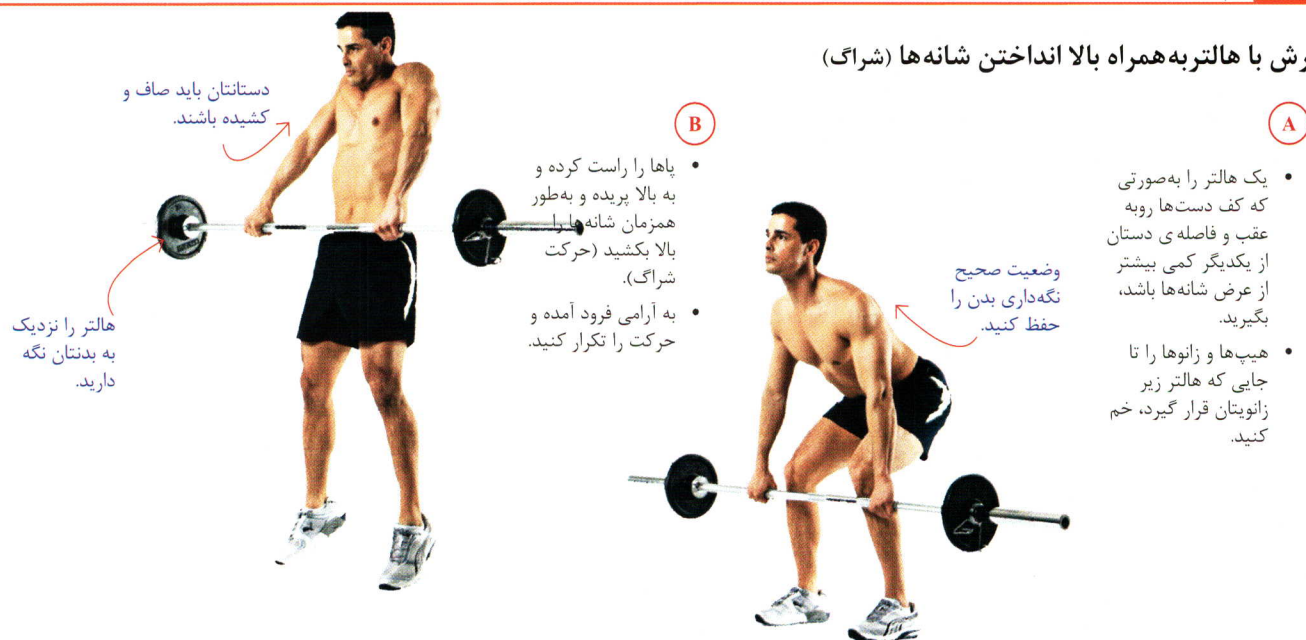 با هالتربه‌همراه بالا انداختن شانه‌ها (شراگ)
A
• یک هالتر را به‌صورتی
که کف دست‌ها روبه
عقب و فاصله ی دستان
از یکدیگر کمی بیشتر
از عرض شانه‌ها باشد،
بگیرید.
• هیپ‌ها و زانوها را تا
جایی که هالتر زیر
زانویتان قرار گیرد، خم
کنید.
وضعیت صحیح
نگه‌داری بدن را
حفظ کنید.
B
• پاها را راست کرده و
به بالا پریده و به‌طور
همزمان شانه‌ها را
بالا بکشید (حرکت
شراگ).
• به آرامی فرود آمده و
حرکت را تکرار کنید.
دستانتان باید صاف و
کشیده باشند.
هالتر را نزدیک
به بدنتان نگه
دارید.